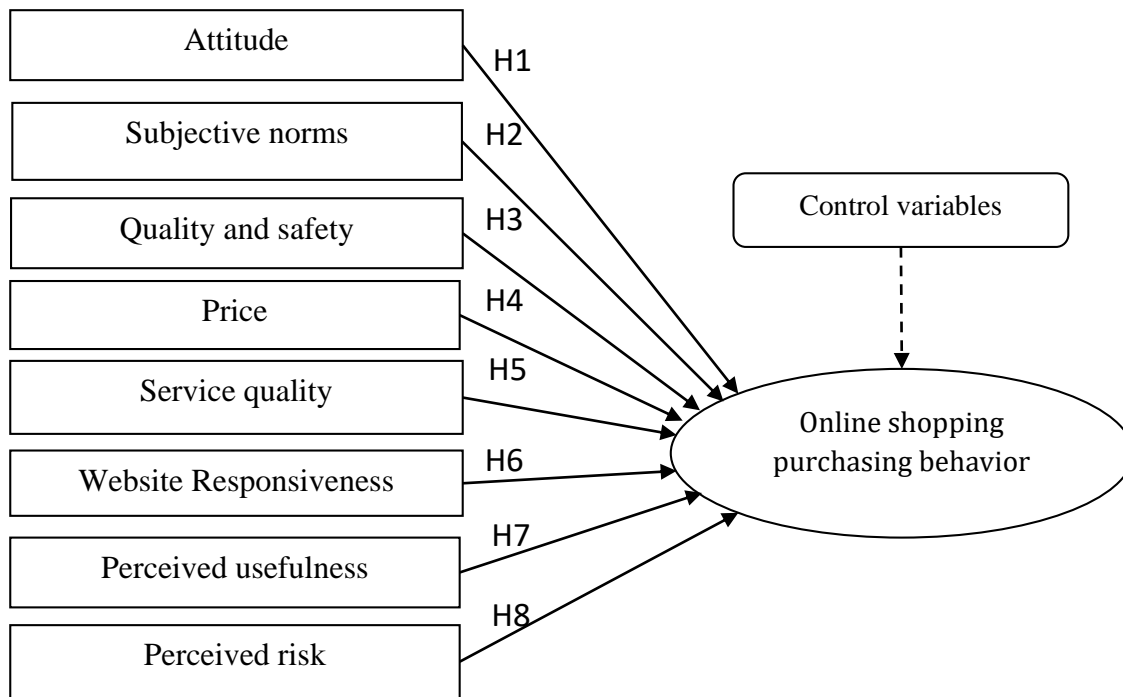 Attitude
H1
Subjective norms
H2
Quality and safety
H3
Price
H4
Service quality
H5
Website Responsiveness
H6
Perceived usefulness
H7
Perceived risk
H8
Control variables
Online shopping
purchasing behavior